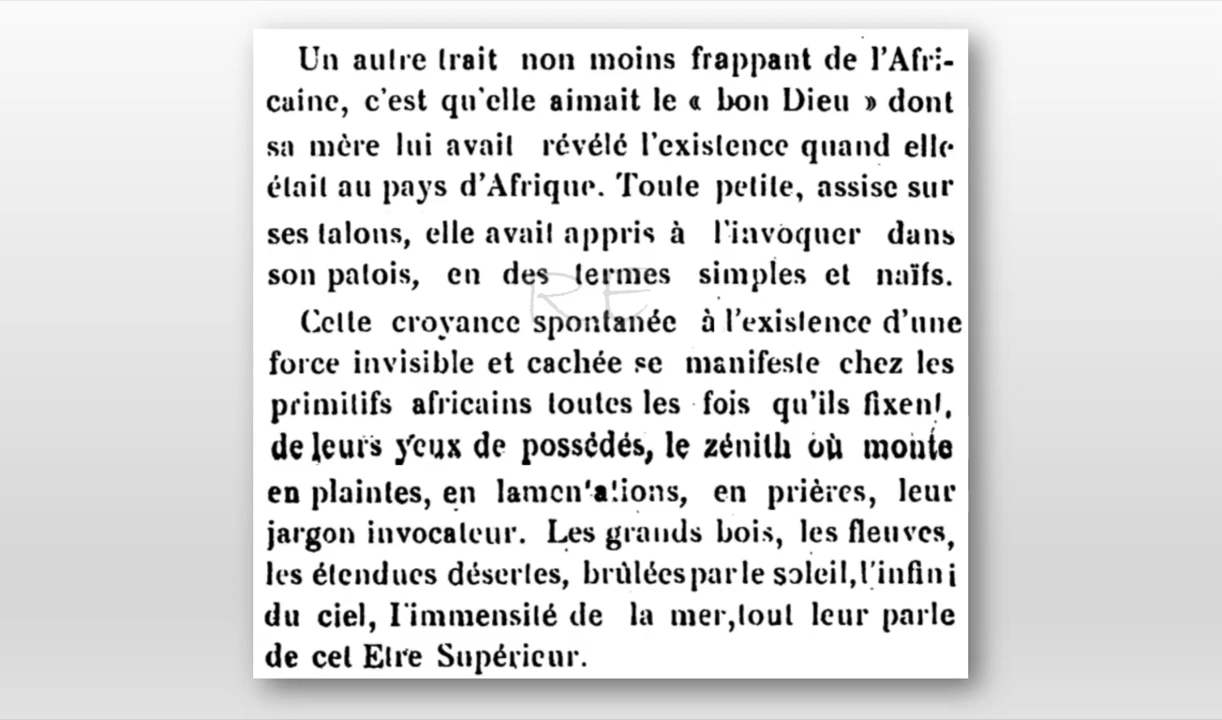 Un autre trait non moins frappant de l'Afri-
caine, c'est qu'elle aimait le « bon Dieu » dont
sa mère lui avait révélé l'existence quand elle
était au pays d'Afrique. Toute petite, assise sur
ses talons, elle avait appris à l'invoquer dans
son patois, en des termes simples et naïfs.
RE
Cette croyance spontanée à l'existence d'une
force invisible et cachée se manifeste chez les
primitifs africains toutes les fois qu'ils fixent,
de leurs yeux de possédés, le zénith où monte
en plaintes, en lamentations, en prières, leur
jargon invocateur. Les grands bois, les fleuves,
les étendues désertes, brûlées par le soleil, l'infini
du ciel, l'immensité de la mer, tout leur parle
de cet Etre Supérieur.